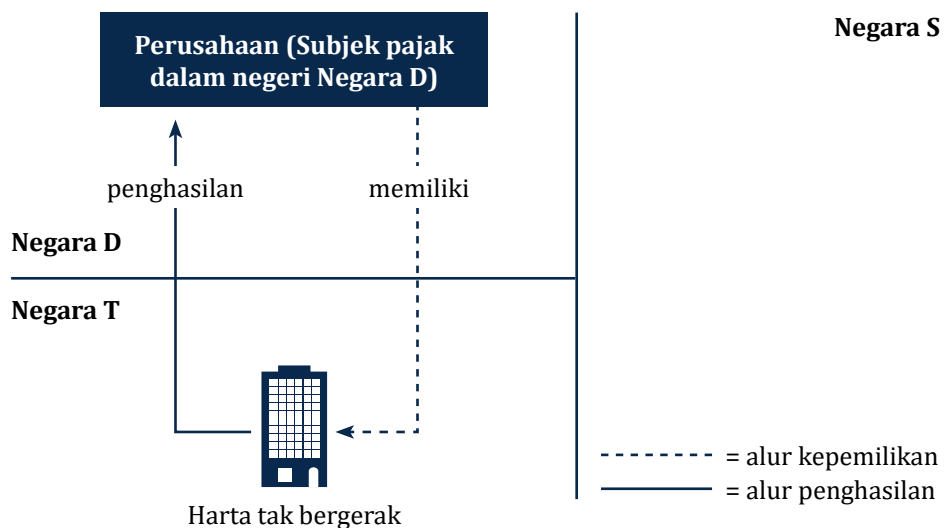 Negara S
Perusahaan (Subjek pajak
dalam negeri Negara D)
penghasilan
memiliki
Negara D
Negara T
= alur kepemilikan
= alur penghasilan
Harta tak bergerak